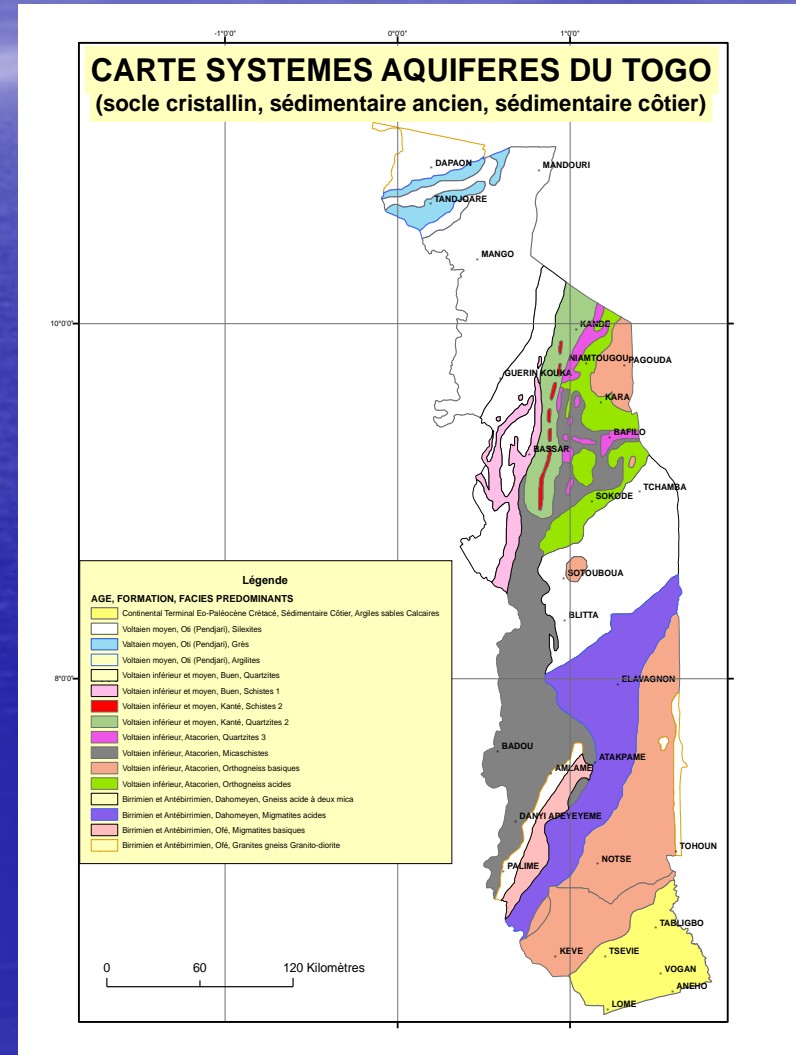 -1°0'0"
0°0'0"
1°0'0"
CARTE SYSTEMES AQUIFERES DU TOGO
(socle cristallin, sédimentaire ancien, sédimentaire côtier)
DAPAON
MANDOURI
TANDJOARE
MANGO
10°0'0"
KANDE
NIAMTOUGOU
PAGOUDA
GUERIN KOUKA
KARA
BAFILO
BASSAR
TCHAMBA
SOKODE
SOTOUBOUA
BLITTA
8°0'0"
ELAVAGNON
BADOU
ATAKPAME
AMLAME
DANYI APEYEYEME
TOHOUN
PALIME
NOTSE
TABLIGBO
KEVE
TSEVIE
VOGAN
ANEHO
LOME
Légende
AGE, FORMATION, FACIES PREDOMINANTS
Continental Terminal Eo-Paléocène Crétacé, Sédimentaire Côtier, Argiles sables Calcaires
Voltaien moyen, Oti (Pendjari), Silexites
Voltaien moyen, Oti (Pendjari), Grès
Voltaien moyen, Oti (Pendjari), Argilites
Voltaien inférieur et moyen, Buen, Quartzites
Voltaien inférieur et moyen, Buen, Schistes 1
Voltaien inférieur et moyen, Kanté, Schistes 2
Voltaien inférieur et moyen, Kanté, Quartzites 2
Voltaien inférieur, Atacorien, Quartzites 3
Voltaien inférieur, Atacorien, Micaschistes
Voltaien inférieur, Atacorien, Orthogneiss basiques
Voltaien inférieur, Atacorien, Orthogneiss acides
Birrimien et Antébirrimien, Dahomeyen, Gneiss acide à deux mica
Birrimien et Antébirrimien, Dahomeyen, Migmatites acides
Birrimien et Antébirrimien, Ofé, Migmatites basiques
Birrimien et Antébirrimien, Ofé, Granites gneiss Granito-diorite
0 60 120 Kilomètres